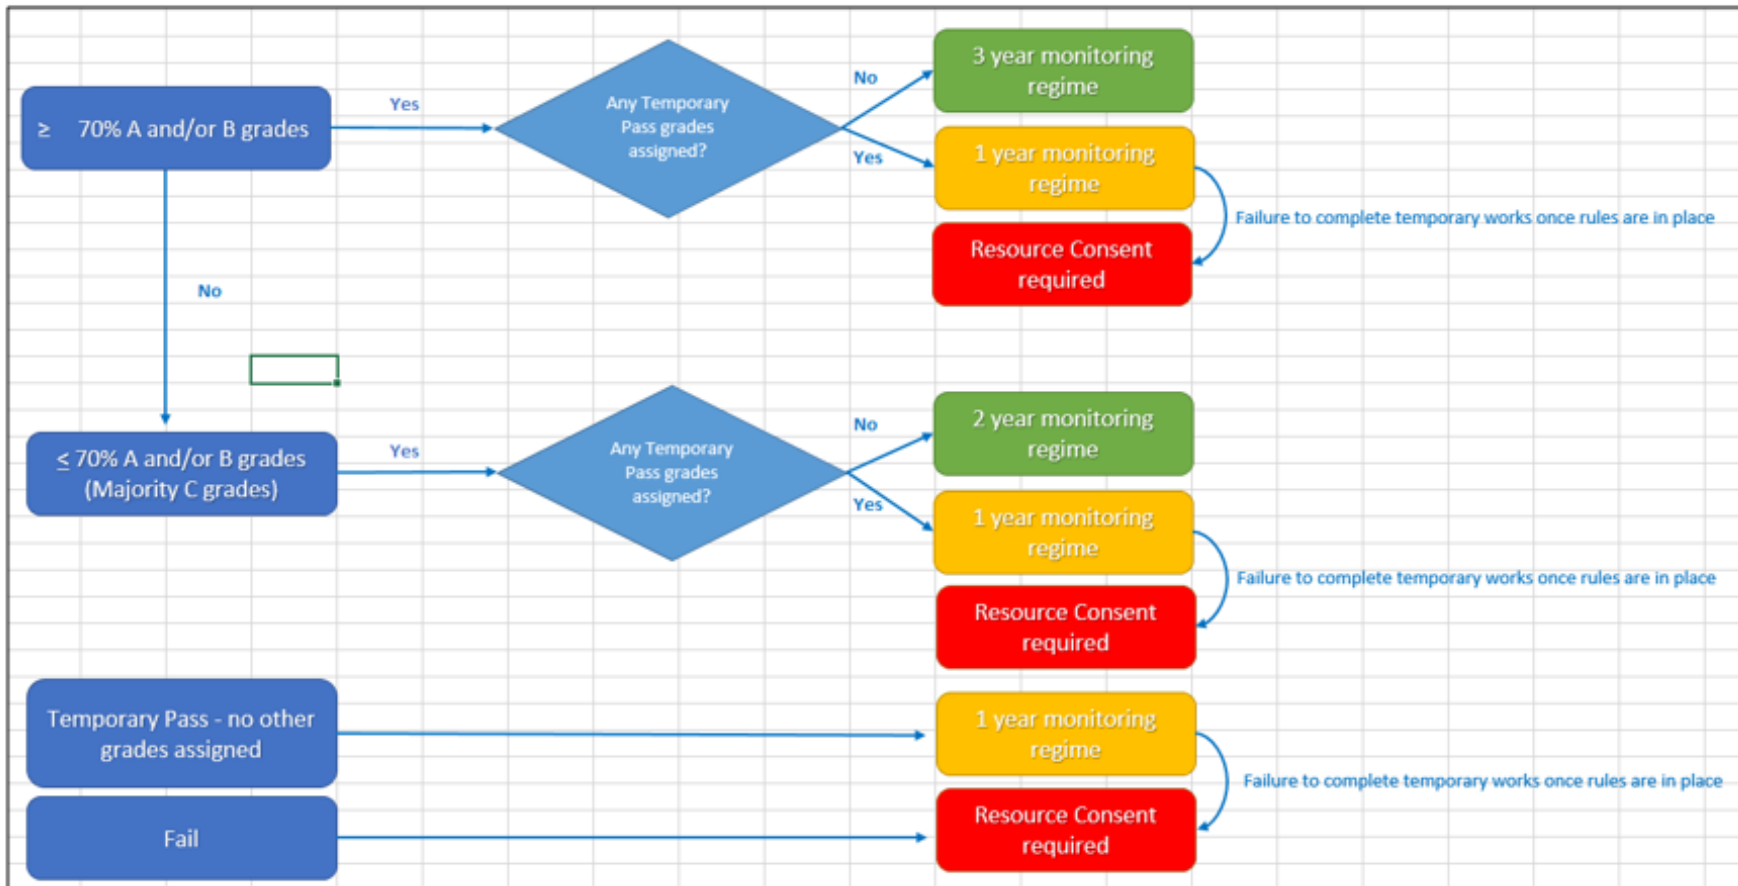 ≥ 70% A and/or B grades
Yes
Any Temporary
Pass grades
assigned?
No
Yes
3 year monitoring
regime
1 year monitoring
regime
Failure to complete temporary works once rules are in place
Resource Consent
required
No
≤ 70% A and/or B grades
(Majority C grades)
Yes
Any Temporary
Pass grades
assigned?
No
Yes
2 year monitoring
regime
1 year monitoring
regime
Failure to complete temporary works once rules are in place
Resource Consent
required
Temporary Pass - no other
grades assigned
1 year monitoring
regime
Failure to complete temporary works once rules are in place
Fail
Resource Consent
required